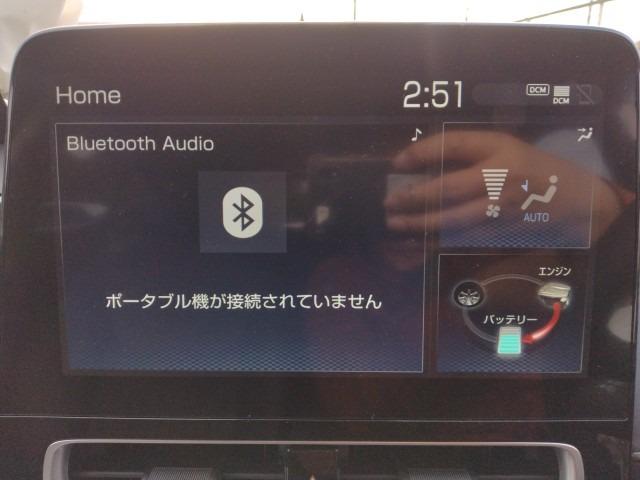 Home
2:51
DCM
DCM
Bluetooth Audio
AUTO
ポータブル機が接続されていません
エンジン
バッテリー